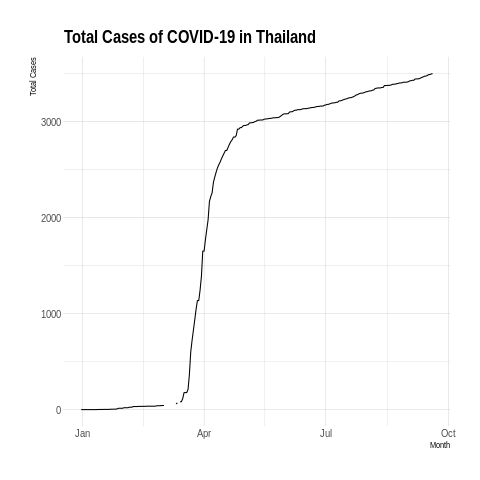 Total Cases of COVID-19 in Thailand
Total Cases
3000
2000
1000
0
Jan Apr Jul Oct
Month